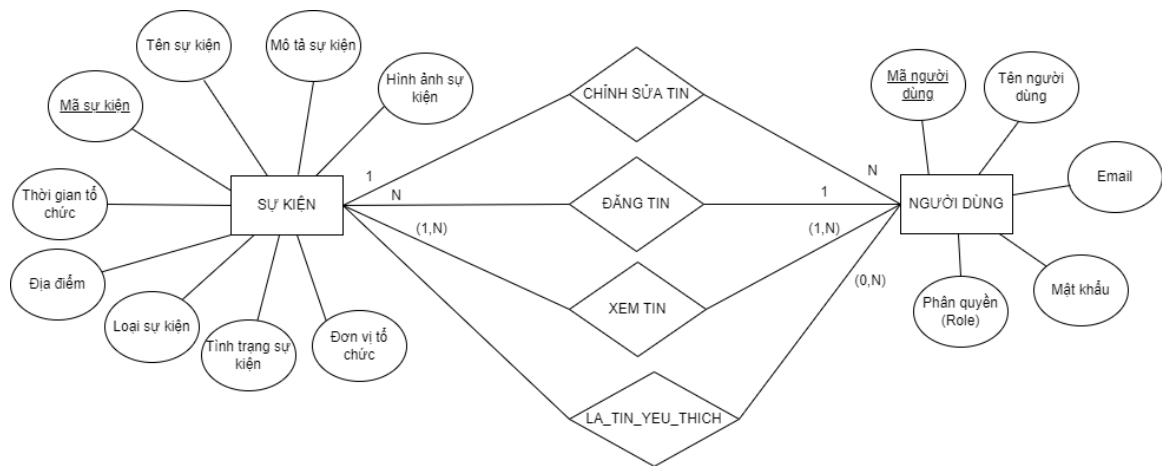 Tên sự kiện
Mô tả sự kiện
Hình ảnh sự
kiện
Mã sự kiện
Thời gian tổ
chức
Địa điểm
Loại sự kiện
Tình trạng sự
kiện
Đơn vị tổ
chức
SỰ KIỆN
1
N
(1,N)
CHỈNH SỬA TIN
ĐĂNG TIN
XEM TIN
LA_TIN_YEU_THICH
N
1
(1,N)
(0,N)
NGƯỜI DÙNG
Mã người
dùng
Tên người
dùng
Email
Mật khẩu
Phân quyền
(Role)